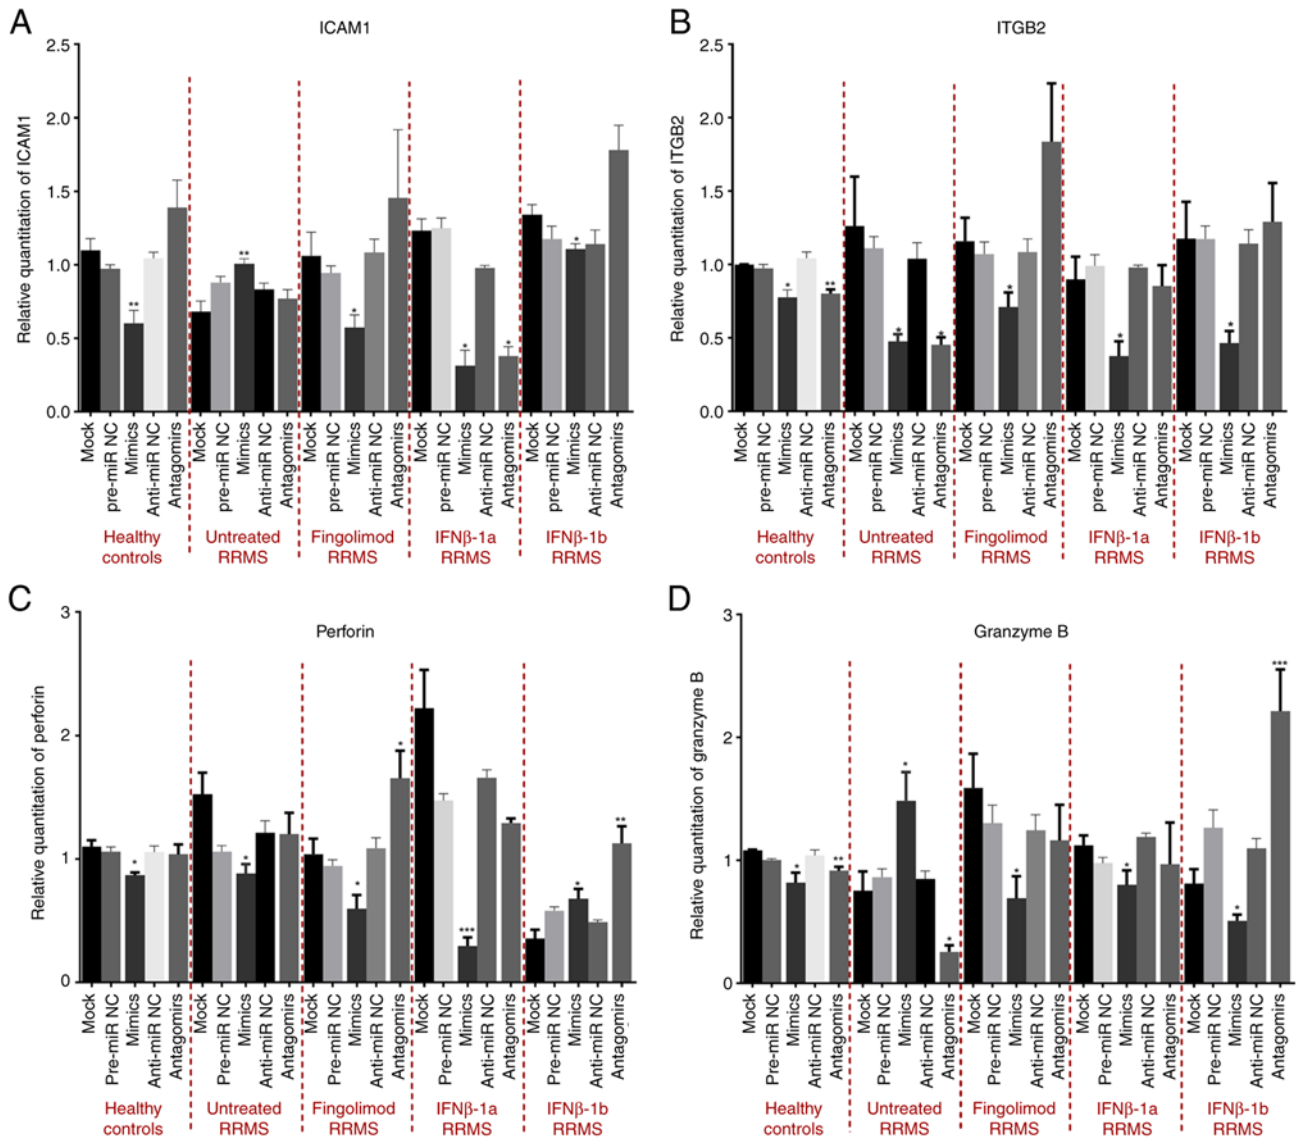 A
ICAM1
Relative quantitation of ICAM1
2.5
2.0
1.5
1.0
0.5
0.0
**
**
*
*
*
*
Mock
pre-miR NC
Mimics
Anti-miR NC
Antagomirs
Mock
pre-miR NC
Mimics
Anti-miR NC
Antagomirs
Mock
pre-miR NC
Mimics
Anti-miR NC
Antagomirs
Mock
pre-miR NC
Mimics
Anti-miR NC
Antagomirs
Mock
pre-miR NC
Mimics
Anti-miR NC
Antagomirs
Healthy
controls
Untreated
RRMS
Fingolimod
RRMS
IFNβ-1a
RRMS
IFNβ-1b
RRMS
B
ITGB2
Relative quantitation of ITGB2
2.5
2.0
1.5
1.0
0.5
0.0
*
**
*
*
*
*
*
Mock
pre-miR NC
Mimics
Anti-miR NC
Antagomirs
Mock
pre-miR NC
Mimics
Anti-miR NC
Antagomirs
Mock
pre-miR NC
Mimics
Anti-miR NC
Antagomirs
Mock
pre-miR NC
Mimics
Anti-miR NC
Antagomirs
Mock
pre-miR NC
Mimics
Anti-miR NC
Antagomirs
Healthy
controls
Untreated
RRMS
Fingolimod
RRMS
IFNβ-1a
RRMS
IFNβ-1b
RRMS
C
Perforin
Relative quantitation of perforin
3
2
1
0
*
*
*
*
***
*
**
Mock
Pre-miR NC
Mimics
Anti-miR NC
Antagomirs
Mock
Pre-miR NC
Mimics
Anti-miR NC
Antagomirs
Mock
Pre-miR NC
Mimics
Anti-miR NC
Antagomirs
Mock
Pre-miR NC
Mimics
Anti-miR NC
Antagomirs
Mock
Pre-miR NC
Mimics
Anti-miR NC
Antagomirs
Healthy
controls
Untreated
RRMS
Fingolimod
RRMS
IFNβ-1a
RRMS
IFNβ-1b
RRMS
D
Granzyme B
Relative quantitation of granzyme B
3
2
1
0
*
**
*
*
*
*
*
***
Mock
Pre-miR NC
Mimics
Anti-miR NC
Antagomirs
Mock
Pre-miR NC
Mimics
Anti-miR NC
Antagomirs
Mock
Pre-miR NC
Mimics
Anti-miR NC
Antagomirs
Mock
Pre-miR NC
Mimics
Anti-miR NC
Antagomirs
Mock
Pre-miR NC
Mimics
Anti-miR NC
Antagomirs
Healthy
controls
Untreated
RRMS
Fingolimod
RRMS
IFNβ-1a
RRMS
IFNβ-1b
RRMS